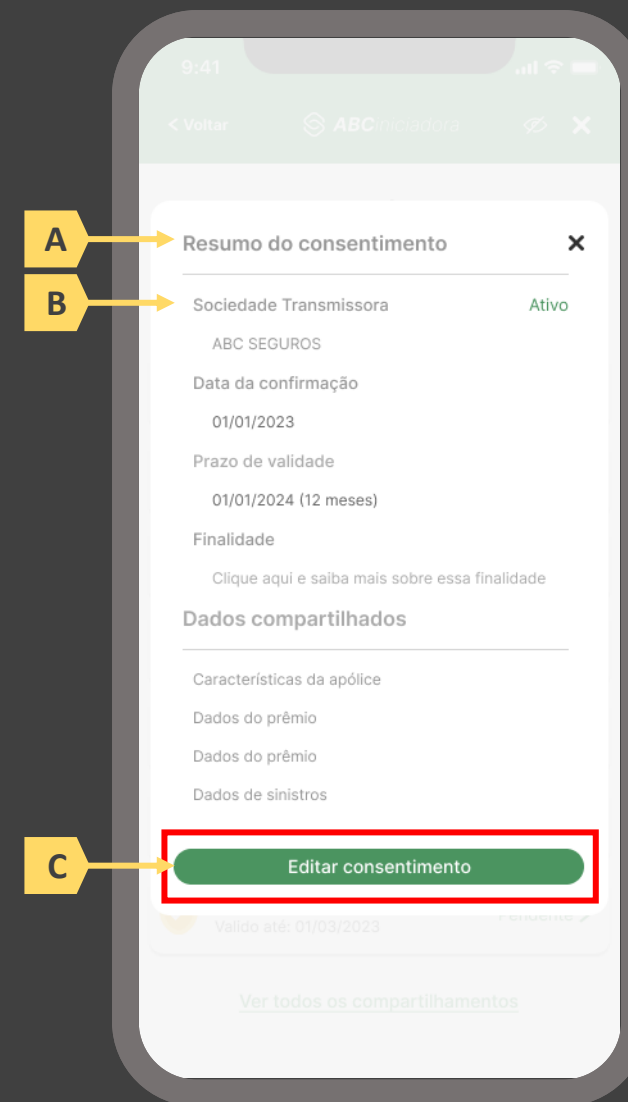 9:41
< Voltar ABCiniciadora
A
Resumo do consentimento
B
Sociedade Transmissora Ativo
ABC SEGUROS
Data da confirmação
01/01/2023
Prazo de validade
01/01/2024 (12 meses)
Finalidade
Clique aqui e saiba mais sobre essa finalidade
Dados compartilhados
Características da apólice
Dados do prêmio
Dados do prêmio
Dados de sinistros
C
Editar consentimento
Valido até: 01/03/2023 Pendente >
Ver todos os compartilhamentos